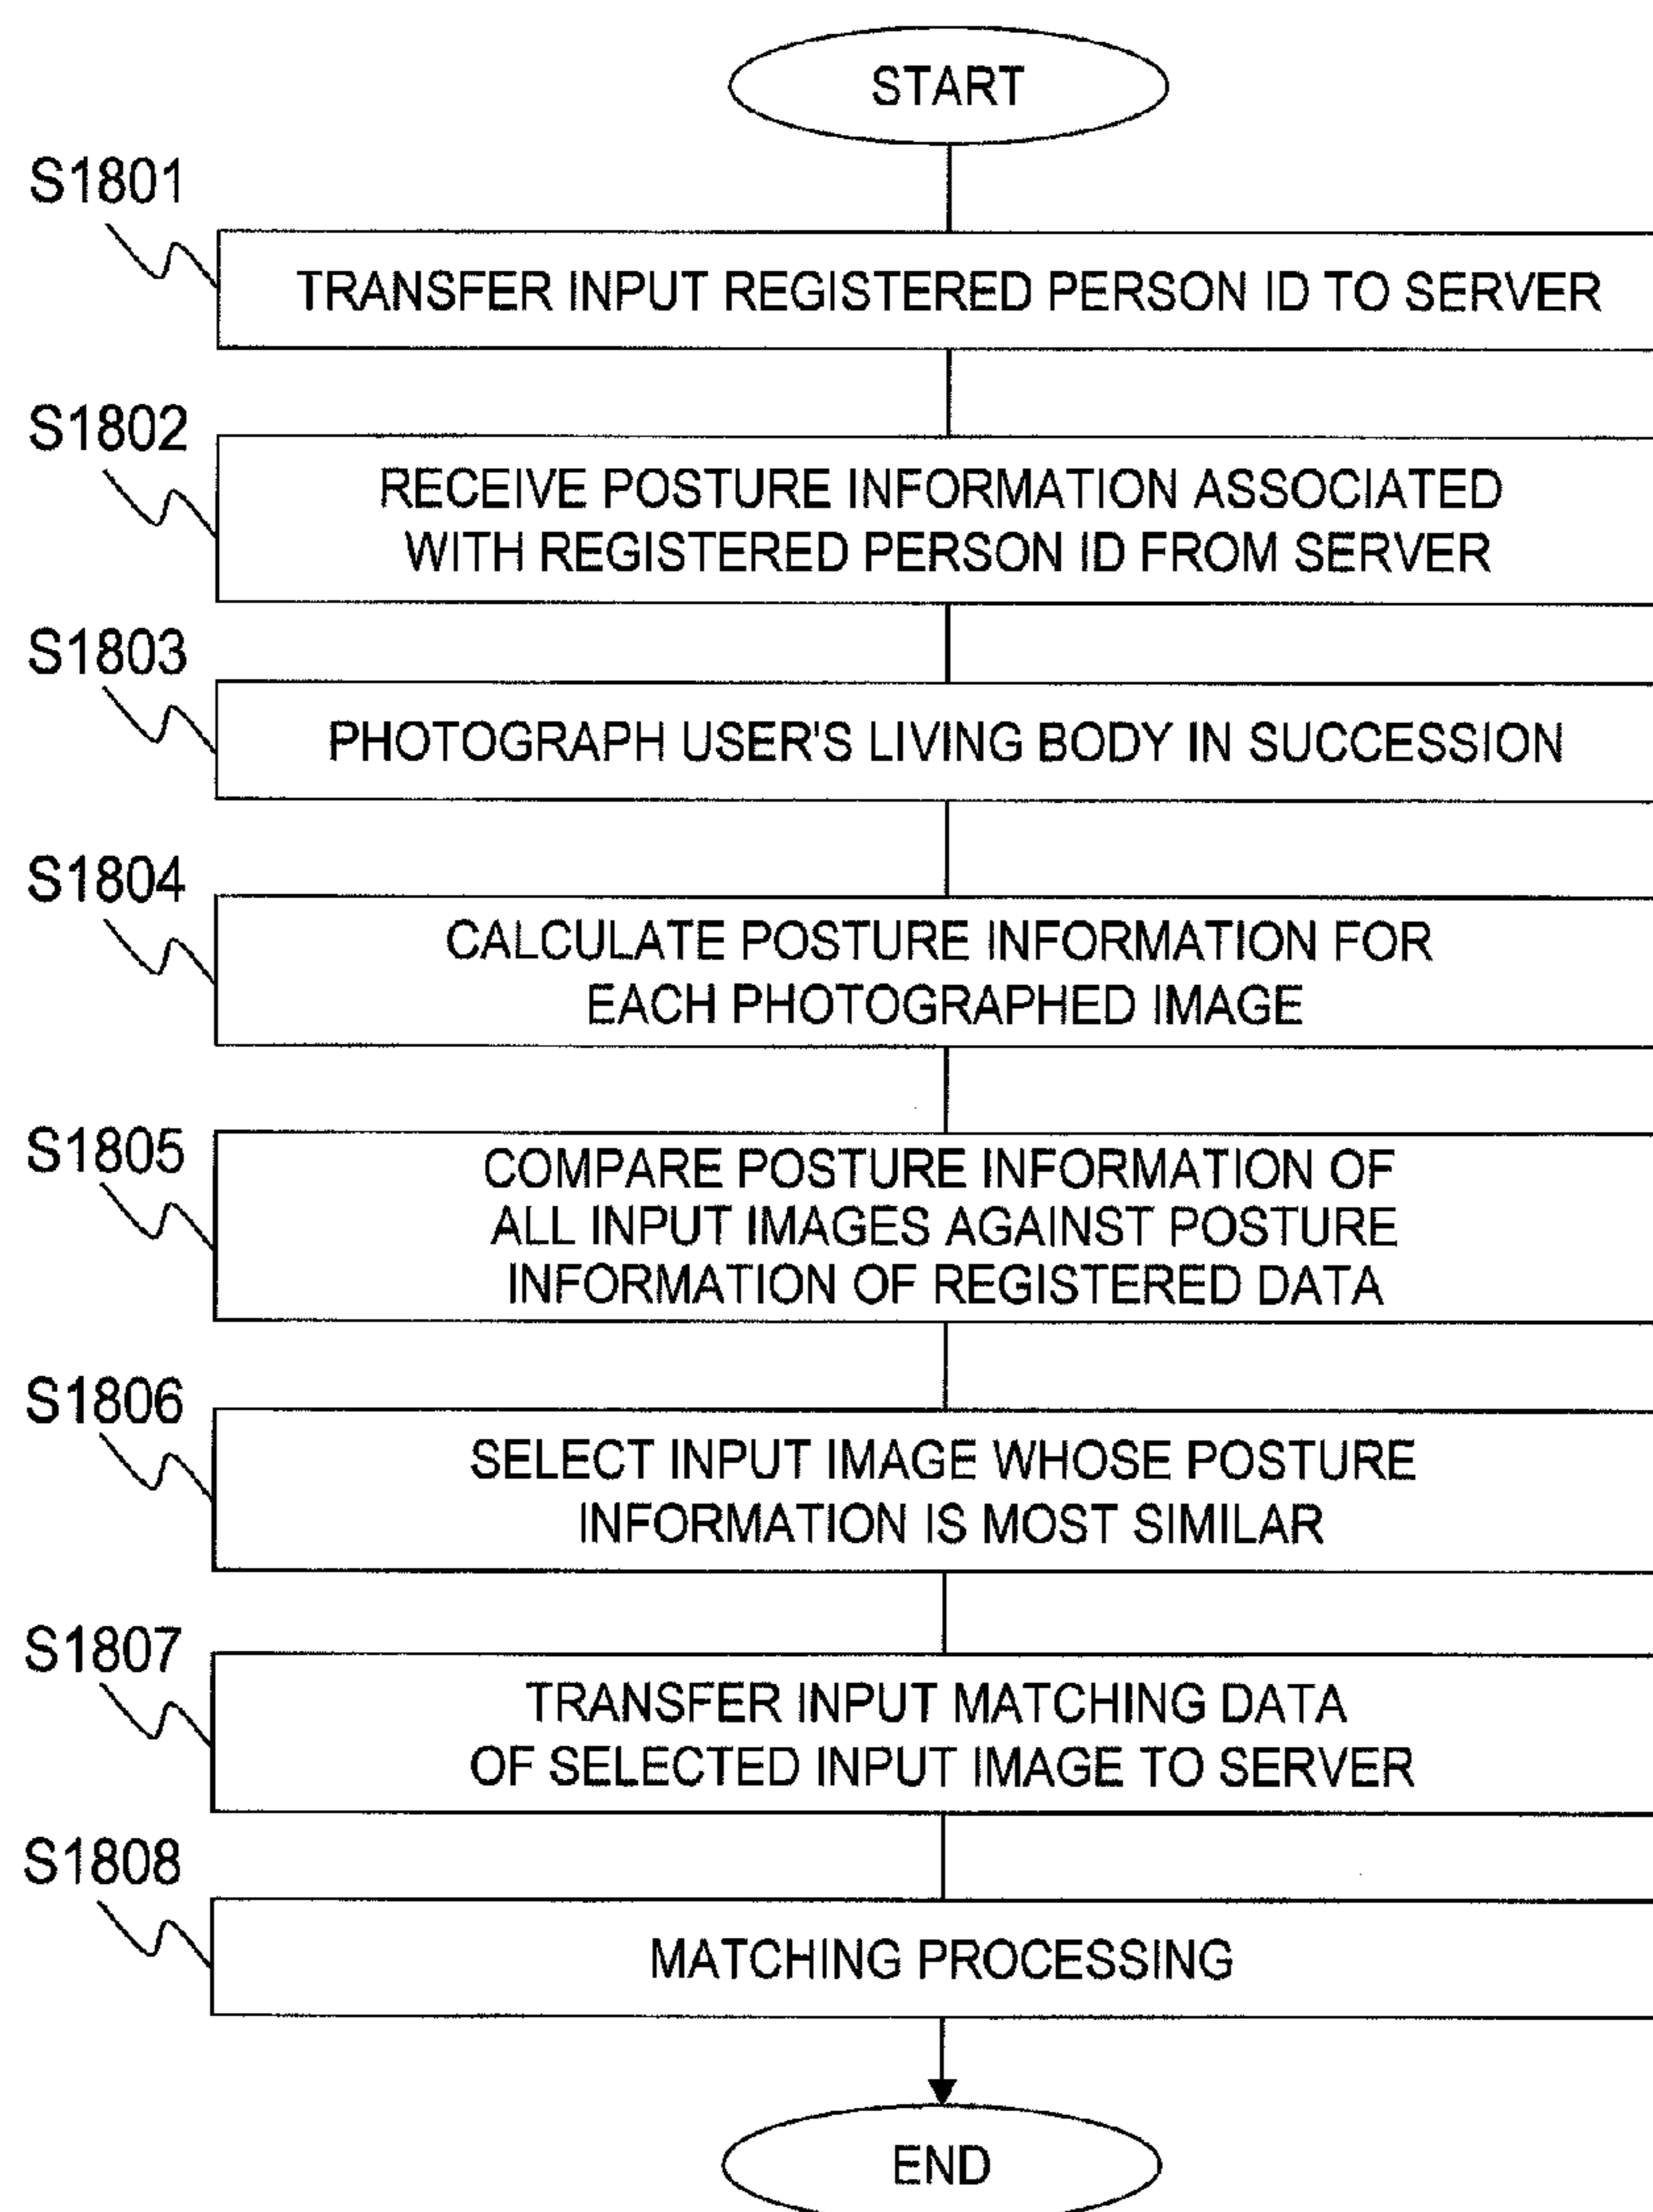 START
S1801
TRANSFER INPUT REGISTERED PERSON ID TO SERVER
S1802
RECEIVE POSTURE INFORMATION ASSOCIATED
WITH REGISTERED PERSON ID FROM SERVER
S1803
PHOTOGRAPH USER'S LIVING BODY IN SUCCESSION
S1804
CALCULATE POSTURE INFORMATION FOR
EACH PHOTOGRAPHED IMAGE
S1805
COMPARE POSTURE INFORMATION OF
ALL INPUT IMAGES AGAINST POSTURE
INFORMATION OF REGISTERED DATA
S1806
SELECT INPUT IMAGE WHOSE POSTURE
INFORMATION IS MOST SIMILAR
S1807
TRANSFER INPUT MATCHING DATA
OF SELECTED INPUT IMAGE TO SERVER
S1808
MATCHING PROCESSING
END